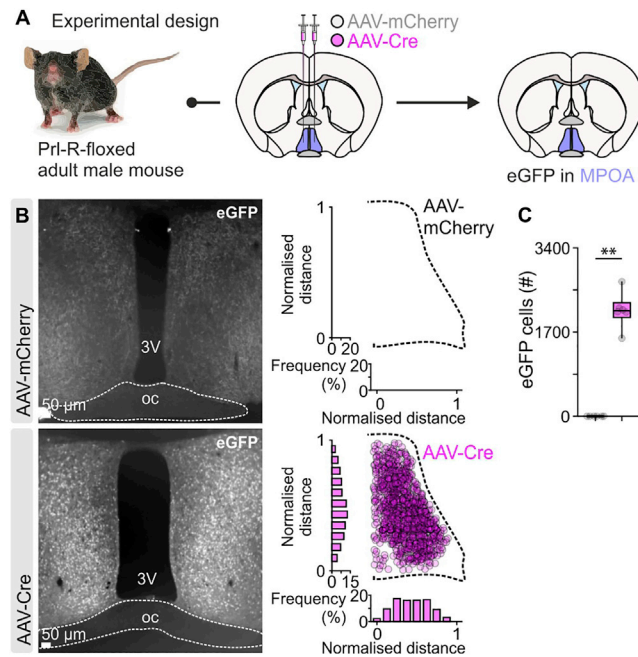 A
Experimental design
AAV-mCherry
AAV-Cre
Prl-R-floxed
adult male mouse
eGFP in MPOA
B
AAV-mCherry
eGFP
3V
oc
50 µm
1
Normalised
distance
0
0 20
AAV-
mCherry
Frequency
(%)
20
0
0
1
Normalised distance
C
eGFP cells (#)
3400
1700
0
**
AAV-Cre
eGFP
3V
oc
50 µm
1
Normalised
distance
0
0 15
AAV-Cre
Frequency
(%)
20
0
0
1
Normalised distance